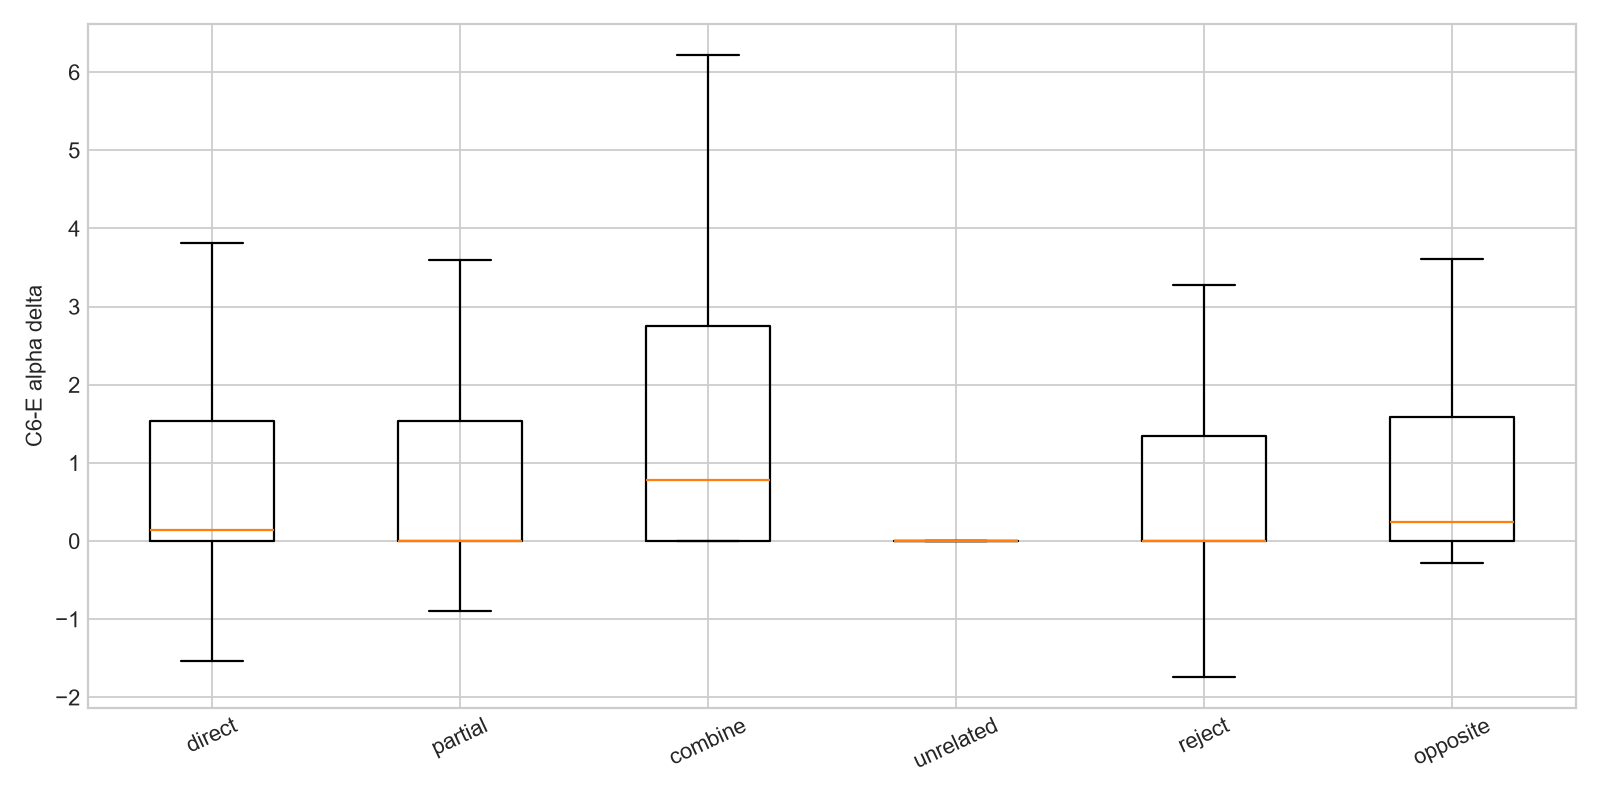 C6-E alpha delta
6
5
4
3
2
1
0
−1
−2
direct
partial
combine
unrelated
reject
opposite